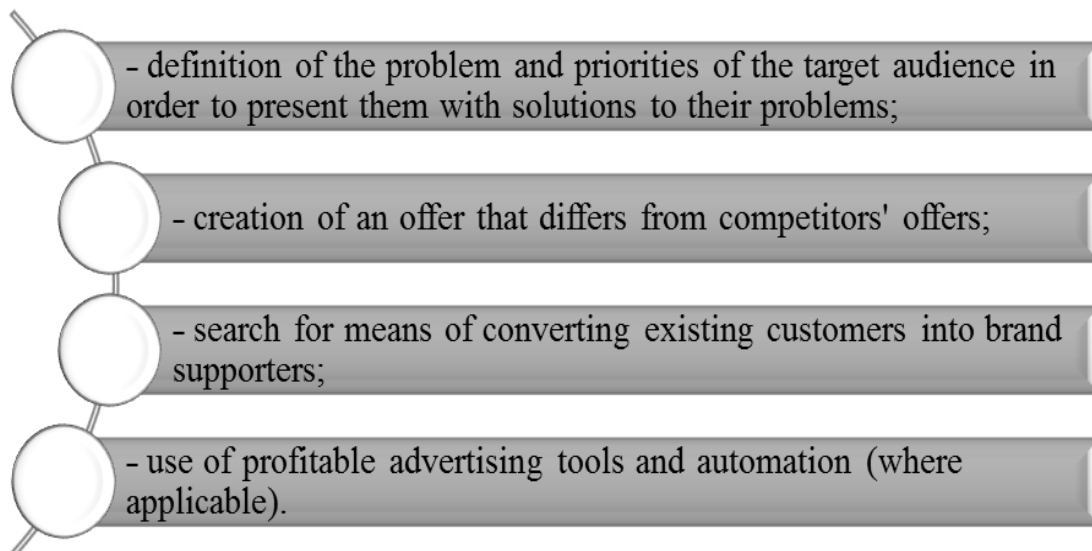 - definition of the problem and priorities of the target audience in
order to present them with solutions to their problems;
- creation of an offer that differs from competitors' offers;
- search for means of converting existing customers into brand
supporters;
- use of profitable advertising tools and automation (where
applicable).